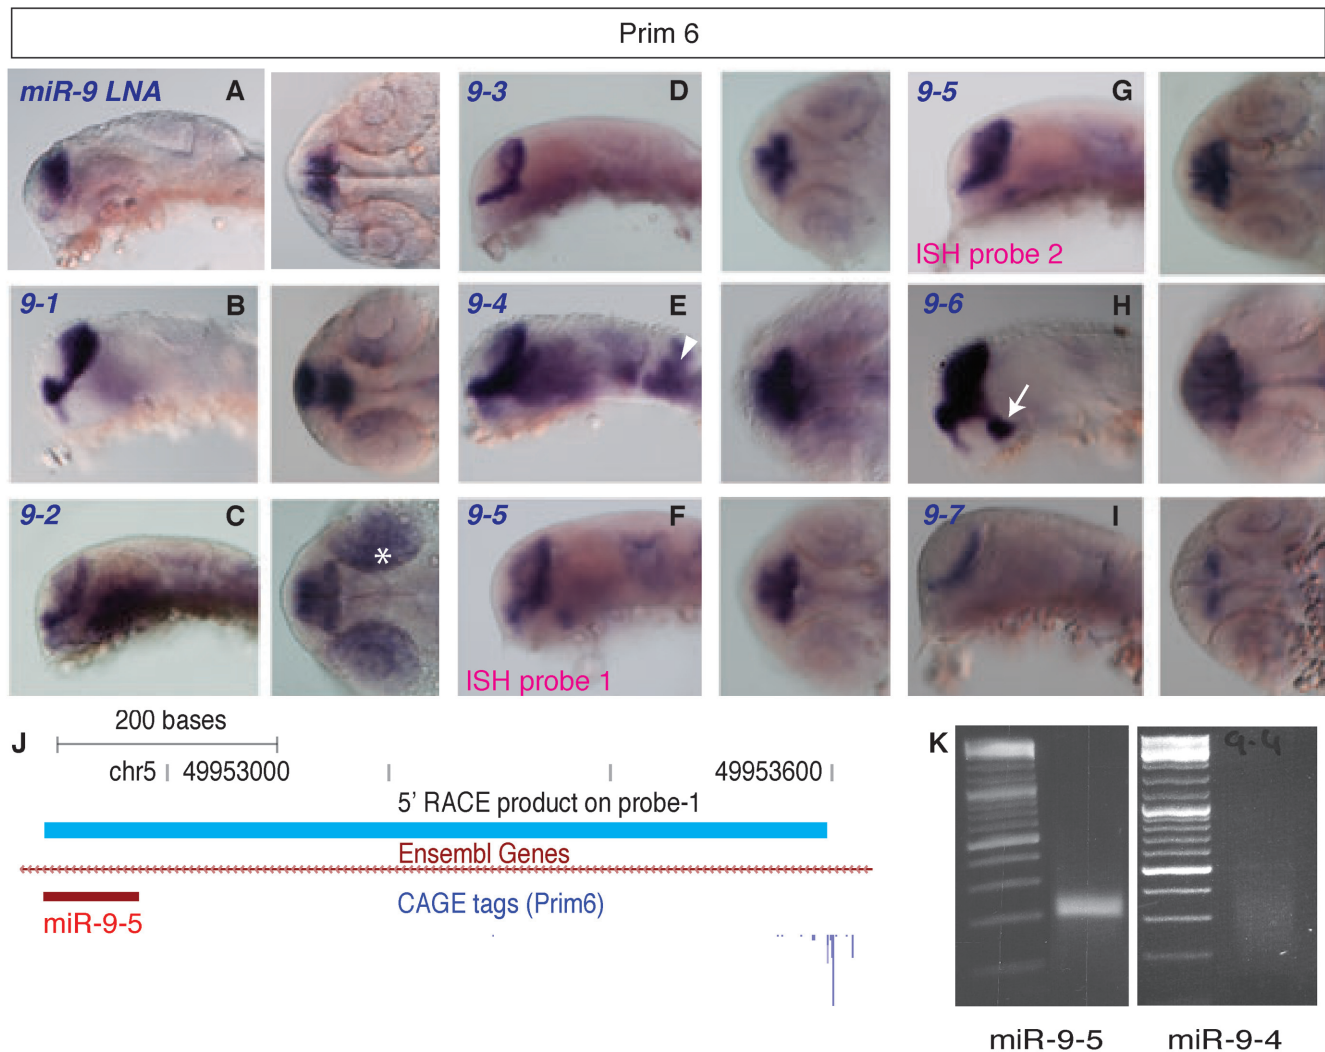 Prim 6
miR-9 LNA A
9-3 D
9-5 G
ISH probe 2
9-1 B
9-4 E
9-6 H
9-2 C
*
9-5 F
ISH probe 1
9-7 I
J
200 bases
chr5 49953000 49953600
5’ RACE product on probe-1
Ensembl Genes
CAGE tags (Prim6)
miR-9-5
K
9-4
miR-9-5 miR-9-4